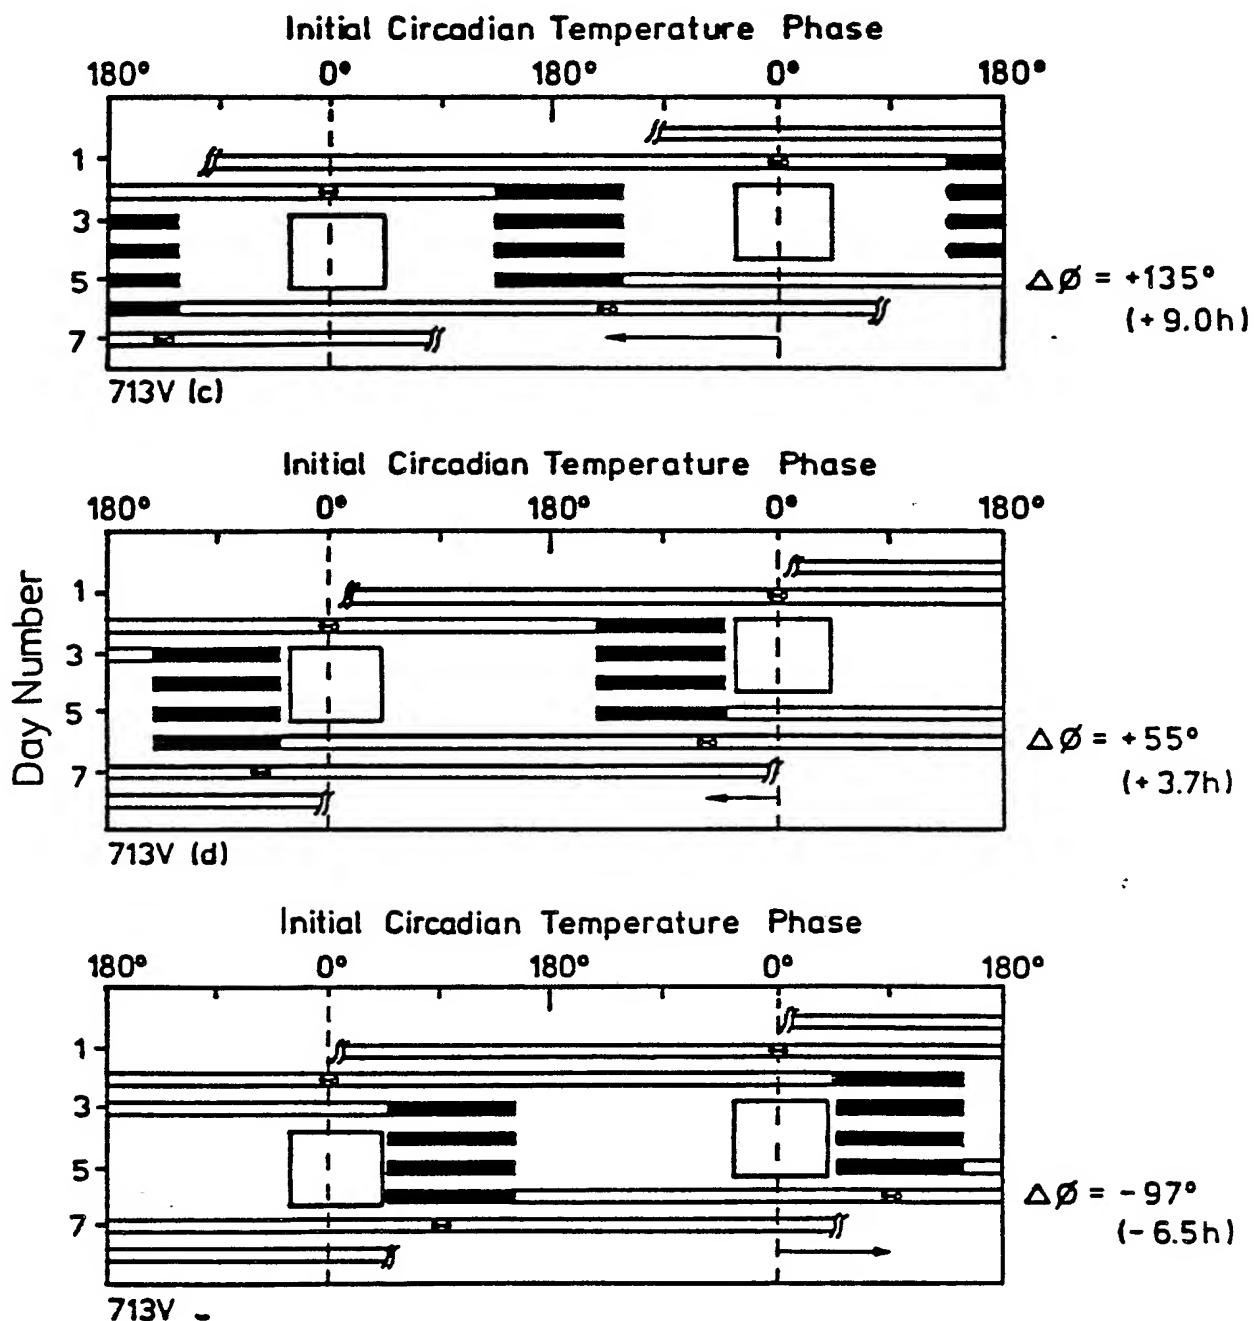 Initial Circadian Temperature Phase
180° 0° 180° 0° 180°
1
3
5
7
Δø = +135°
(+9.0h)
713V (c)
Initial Circadian Temperature Phase
180° 0° 180° 0° 180°
Day Number
1
3
5
7
Δø = +55°
(+3.7h)
713V (d)
Initial Circadian Temperature Phase
180° 0° 180° 0° 180°
1
3
5
7
Δø = -97°
(-6.5h)
713V